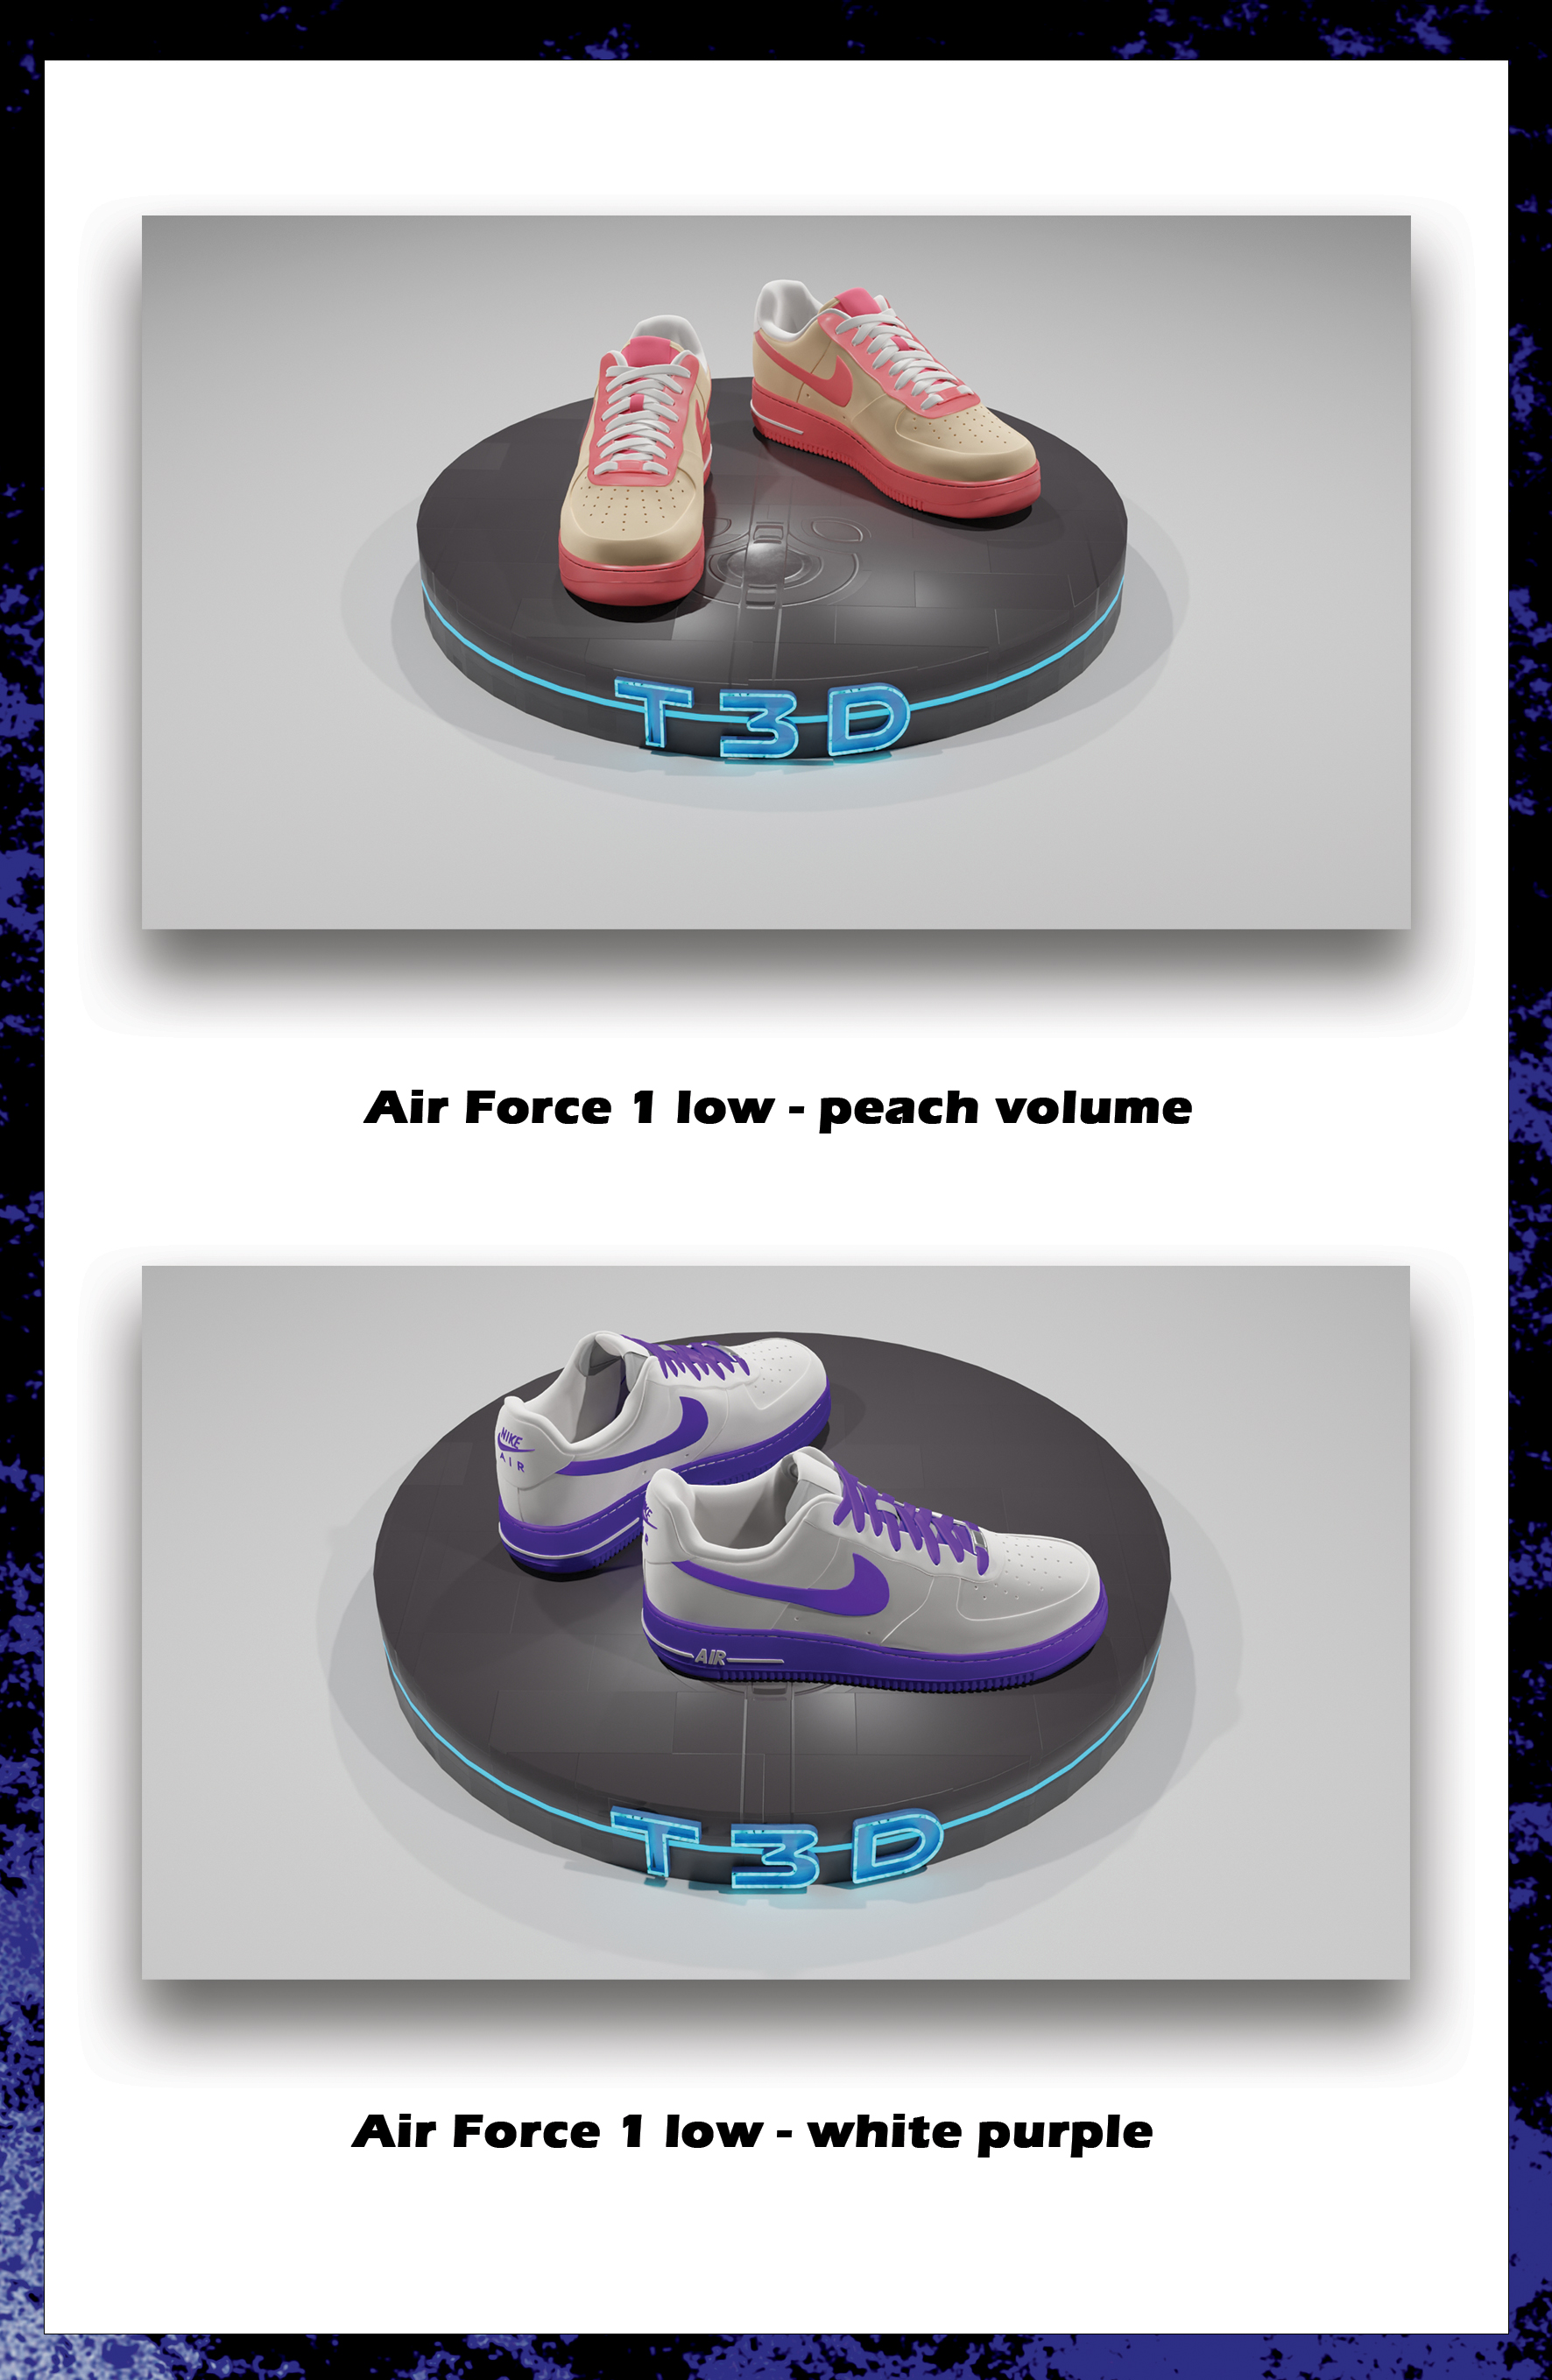 T3D
Air Force 1 low - peach volume
NIKE
AIR
AIR
T3D
Air Force 1 low - white purple